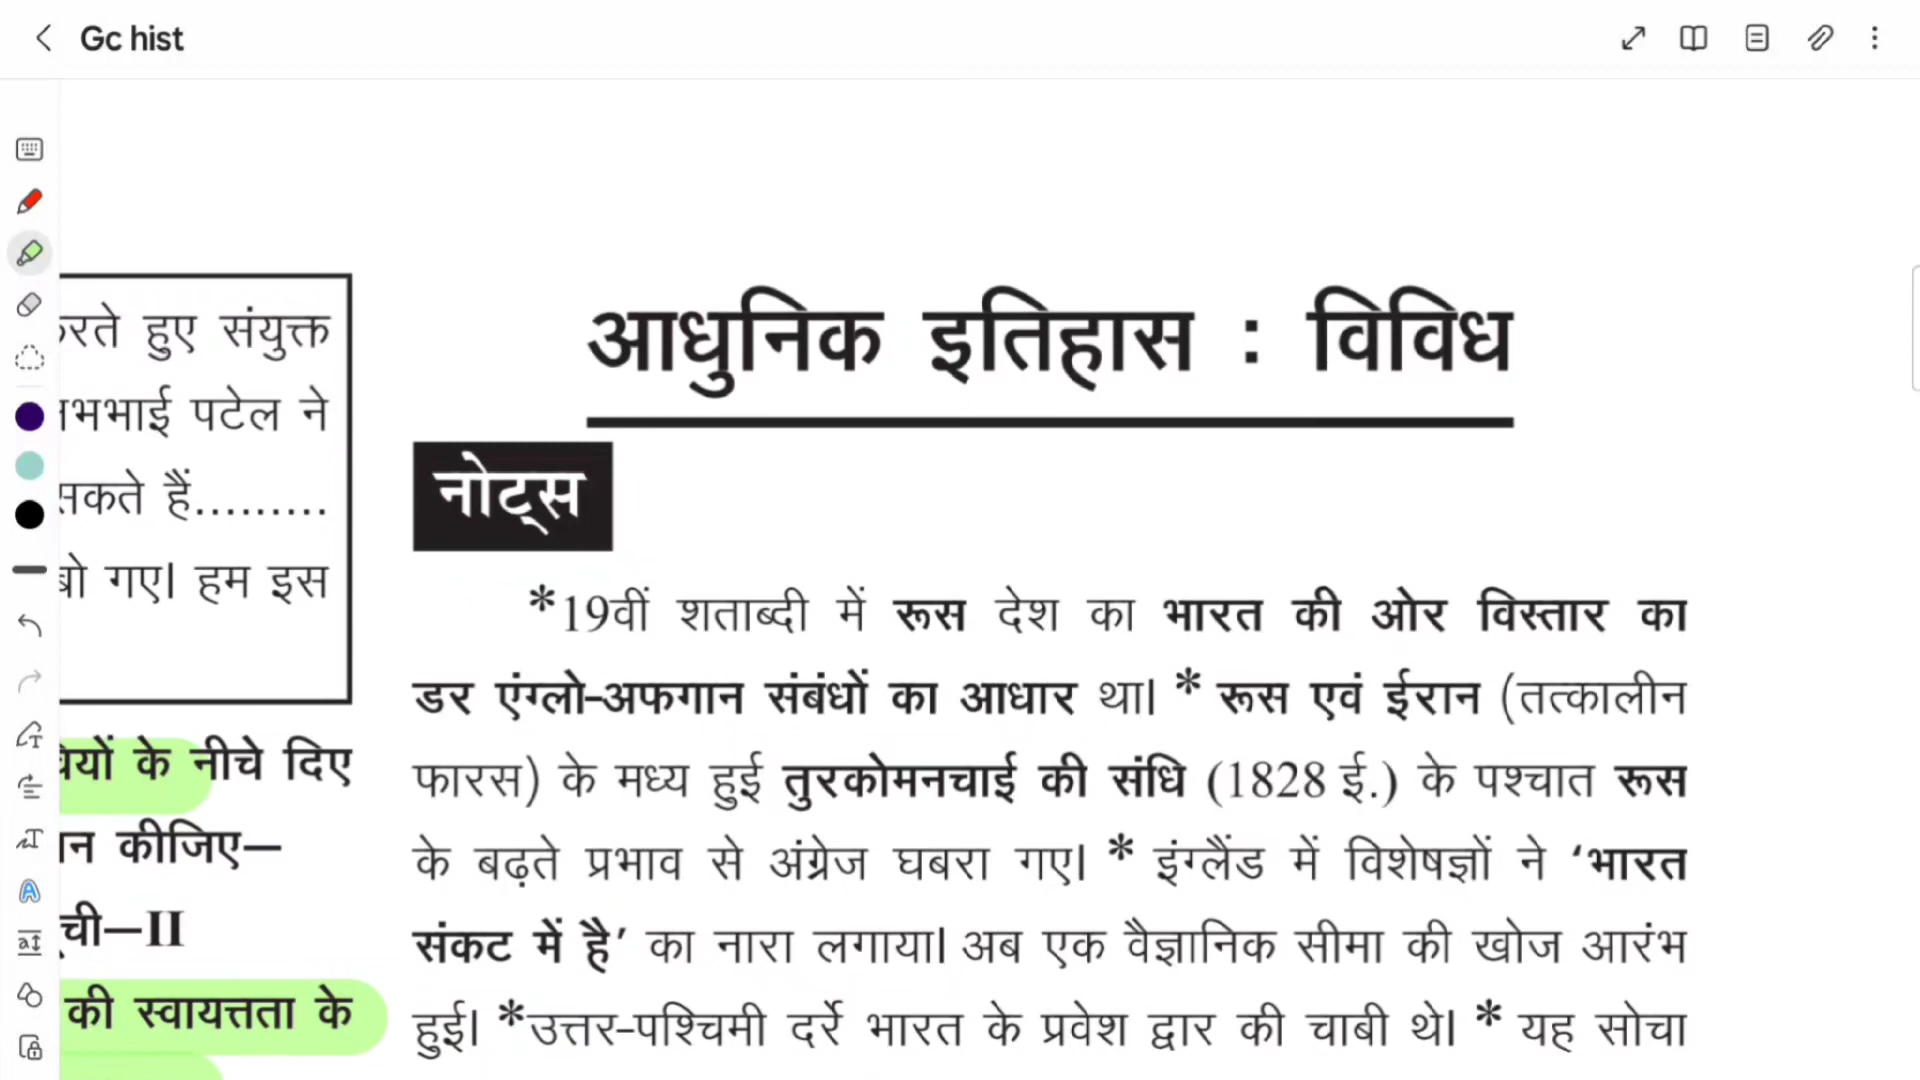 Gc hist
करते हुए संयुक्त
पटेल ने
सकते हैं.........
बो गए। हम इस
के नीचे दिए
कीजिए–
सूची–II
की स्वायत्तता के
आधुनिक इतिहास : विविध
नोट्स
*19वीं शताब्दी में रूस देश का भारत की ओर विस्तार का
डर एंग्लो-अफगान संबंधों का आधार था। * रूस एवं ईरान (तत्कालीन
फारस) के मध्य हुई तुरकोमनचाई की संधि (1828 ई.) के पश्चात रूस
के बढ़ते प्रभाव से अंग्रेज घबरा गए। * इंग्लैंड में विशेषज्ञों ने ‘भारत
संकट में है’ का नारा लगाया। अब एक वैज्ञानिक सीमा की खोज आरंभ
हुई। *उत्तर-पश्चिमी दर्रे भारत के प्रवेश द्वार की चाबी थे। * यह सोचा